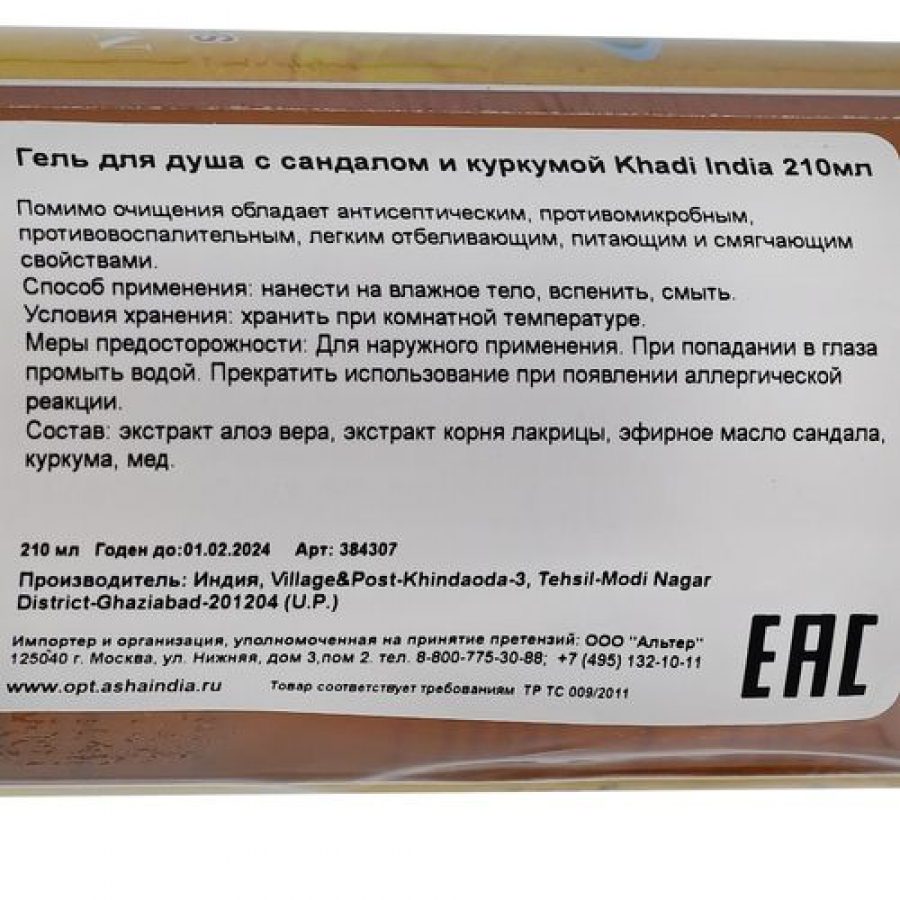 Гель для душа с сандалом и куркумой Khadi India 210мл
Помимо очищения обладает антисептическим, противомикробным,
противовоспалительным, легким отбеливающим, питающим и смягчающим
свойствами.
Способ применения: нанести на влажное тело, вспенить, смыть.
Условия хранения: хранить при комнатной температуре.
Меры предосторожности: Для наружного применения. При попадании в глаза
промыть водой. Прекратить использование при появлении аллергической
реакции.
Состав: экстракт алоэ вера, экстракт корня лакрицы, эфирное масло сандала,
куркума, мед.
210 мл Годен до:01.02.2024 Арт: 384307
Производитель: Индия, Village&Post-Khindaoda-3, Tehsil-Modi Nagar
District-Ghaziabad-201204 (U.P.)
Импортер и организация, уполномоченная на принятие претензий: ООО "Альтер"
125040 г. Москва, ул. Нижняя, дом 3,пом 2. тел. 8-800-775-30-88; +7 (495) 132-10-11
www.opt.ashaindia.ru Товар соответствует требованиям ТР ТС 009/2011
EAC